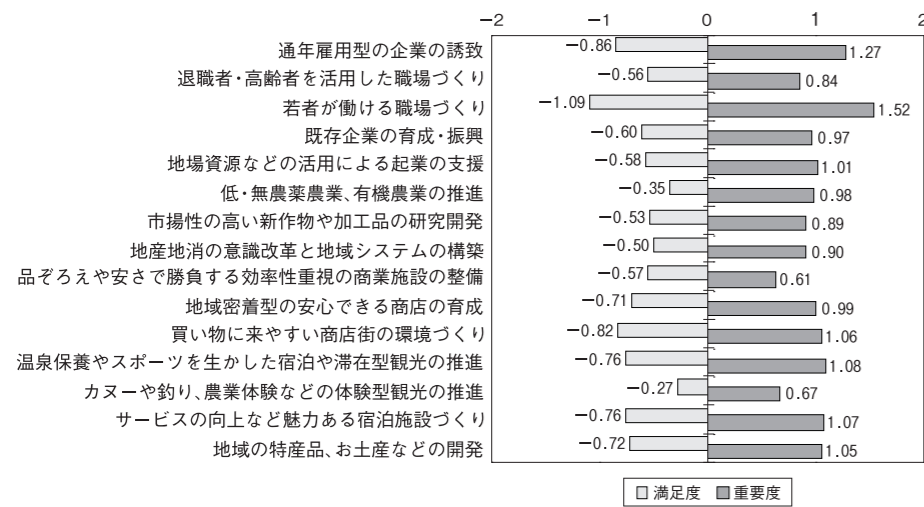 −2 −1 0 1 2
通年雇用型の企業の誘致 −0.86 1.27
退職者・高齢者を活用した職場づくり −0.56 0.84
若者が働ける職場づくり −1.09 1.52
既存企業の育成・振興 −0.60 0.97
地場資源などの活用による起業の支援 −0.58 1.01
低・無農薬農業、有機農業の推進 −0.35 0.98
市場性の高い新作物や加工品の研究開発 −0.53 0.89
地産地消の意識改革と地域システムの構築 −0.50 0.90
品ぞろえや安さで勝負する効率性重視の商業施設の整備 −0.57 0.61
地域密着型の安心できる商店の育成 −0.71 0.99
買い物に来やすい商店街の環境づくり −0.82 1.06
温泉保養やスポーツを生かした宿泊や滞在型観光の推進 −0.76 1.08
カヌーや釣り、農業体験などの体験型観光の推進 −0.27 0.67
サービスの向上など魅力ある宿泊施設づくり −0.76 1.07
地域の特産品、お土産などの開発 −0.72 1.05
満足度 重要度